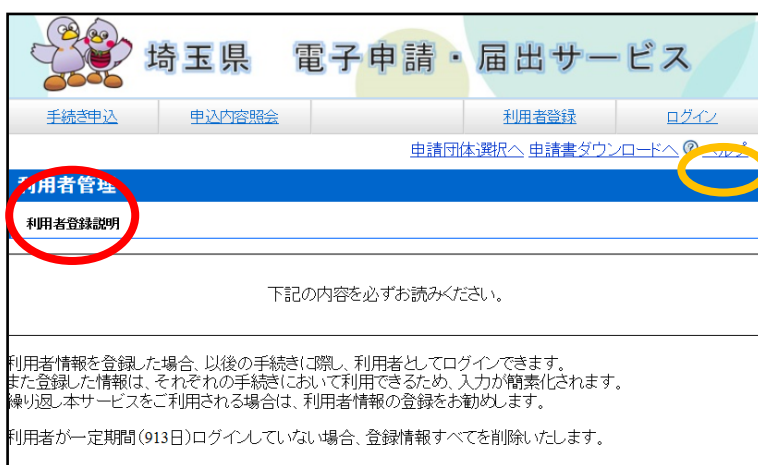 埼玉県 電子申請・届出サービス
手続き申込 申込内容照会 利用者登録 ログイン
申請団体選択へ 申請書ダウンロードへ ? ヘルプ
利用者管理
利用者登録説明
下記の内容を必ずお読みください。
利用者情報を登録した場合、以後の手続きに際し、利用者としてログインできます。
また登録した情報は、それぞれの手続きにおいて利用できるため、入力が簡素化されます。
繰り返し本サービスをご利用される場合は、利用者情報の登録をお勧めします。
利用者が一定期間(913日)ログインしていない場合、登録情報すべてを削除いたします。